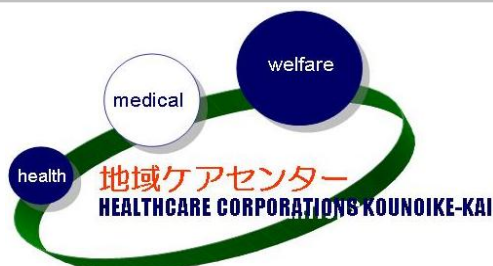 welfare
medical
health
地域ケアセンター
HEALTHCARE CORPORATIONS KOUNOIKE-KAI